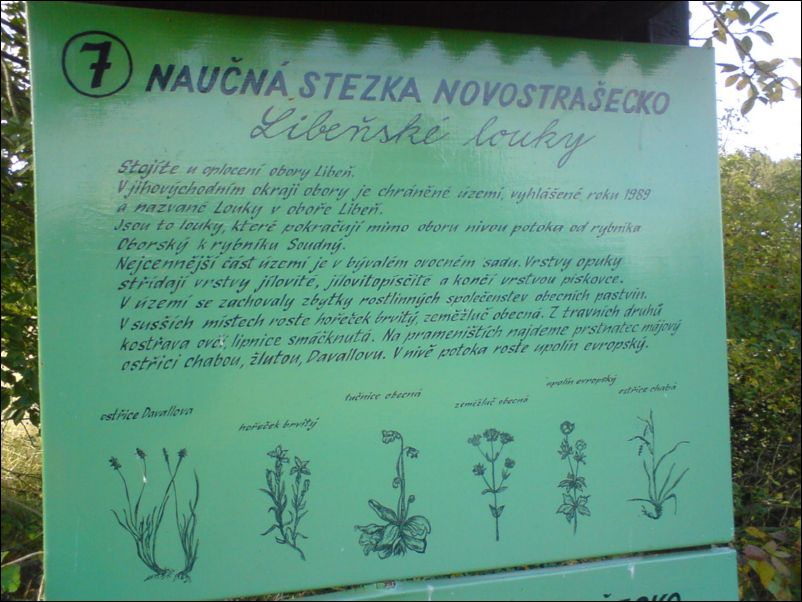 7
NAUČNÁ STEZKA NOVOSTRAŠECKO
Libeňské louky
Stojíte u oplocení obory Libeň.
V jihovýchodním okraji obory je chráněné území, vyhlášené roku 1989
a nazvané Louky v oboře Libeň.
Jsou to louky, které pokračují mimo oboru nivou potoka od rybníka
Oborský k rybníku Soudný.
Nejcennější část území je v bývalém ovocném sadu. Vrstvy opuky
střídají vrstvy jílovité, jílovitopísčité a končí vrstvou pískovce.
V území se zachovaly zbytky rostlinných společenstev obecních pastvin.
V sušších místech roste hořeček brvitý, zeměžluč obecná. Z travních druhů
kostřava ovčí, lipnice smáčknutá. Na prameništích najdeme prstnatec májový
ostřici chabou, žlutou, Davallovu. V nivě potoka roste upolín evropský.
ostřice Davallova
hořeček brvitý
tučnice obecná
zeměžluč obecná
upolín evropský
ostřice chabá